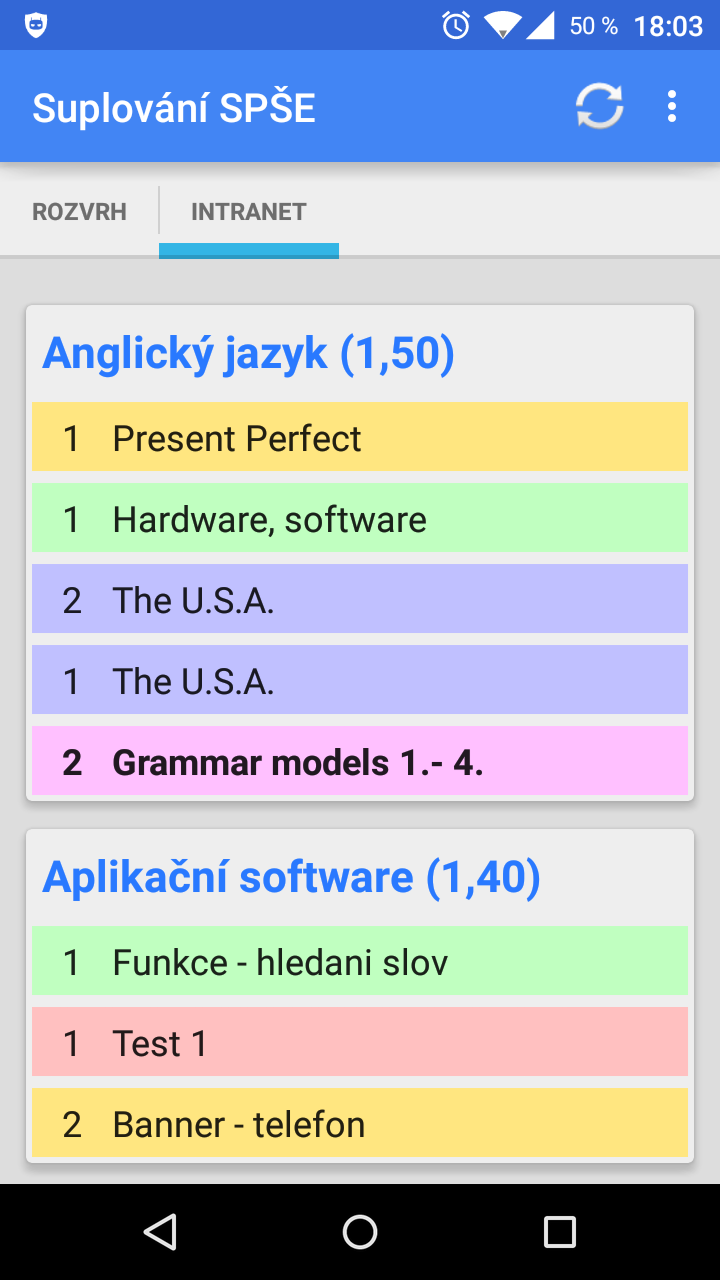 50 % 18:03
Suplování SPŠE
ROZVRH INTRANET
Anglický jazyk (1,50)
1 Present Perfect
1 Hardware, software
2 The U.S.A.
1 The U.S.A.
2 Grammar models 1.- 4.
Aplikační software (1,40)
1 Funkce - hledani slov
1 Test 1
2 Banner - telefon